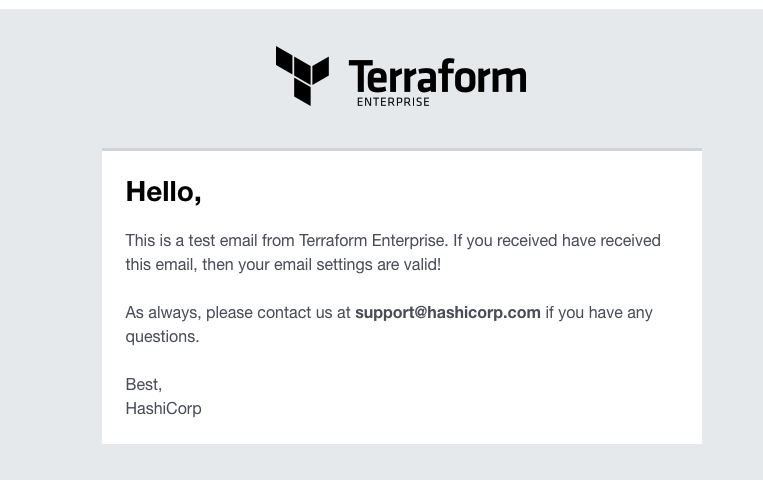 Terraform
ENTERPRISE
Hello,
This is a test email from Terraform Enterprise. If you received have received
this email, then your email settings are valid!
As always, please contact us at support@hashicorp.com if you have any
questions.
Best,
HashiCorp